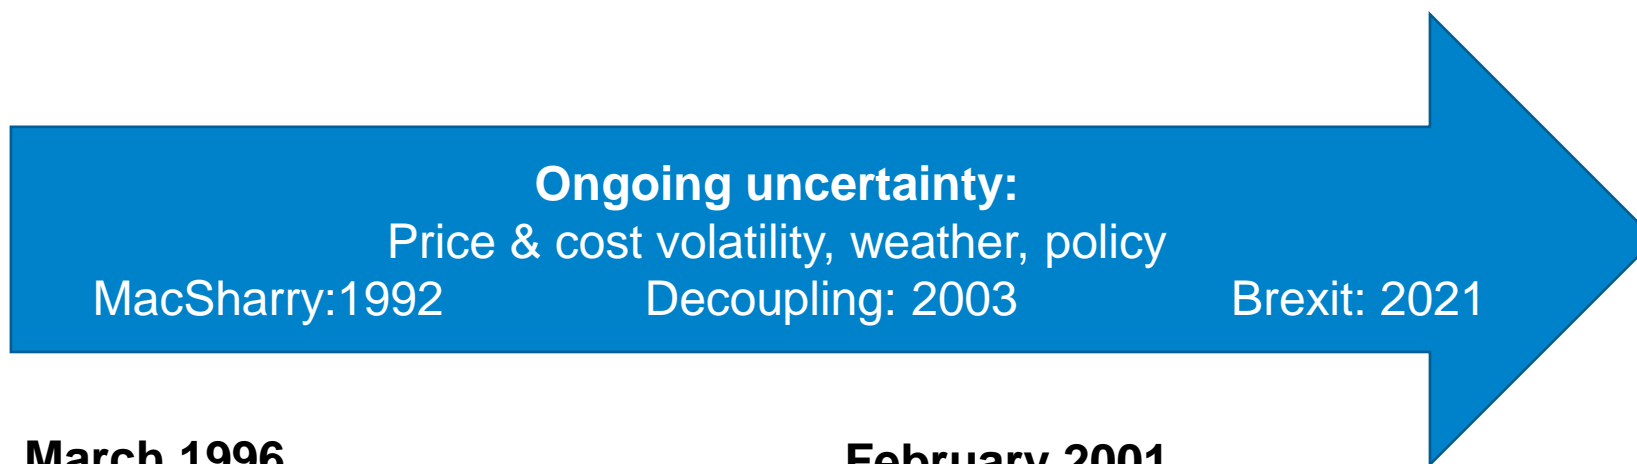 Ongoing uncertainty:
Price & cost volatility, weather, policy
MacSharry:1992 Decoupling: 2003 Brexit: 2021
March 1996 February 2001